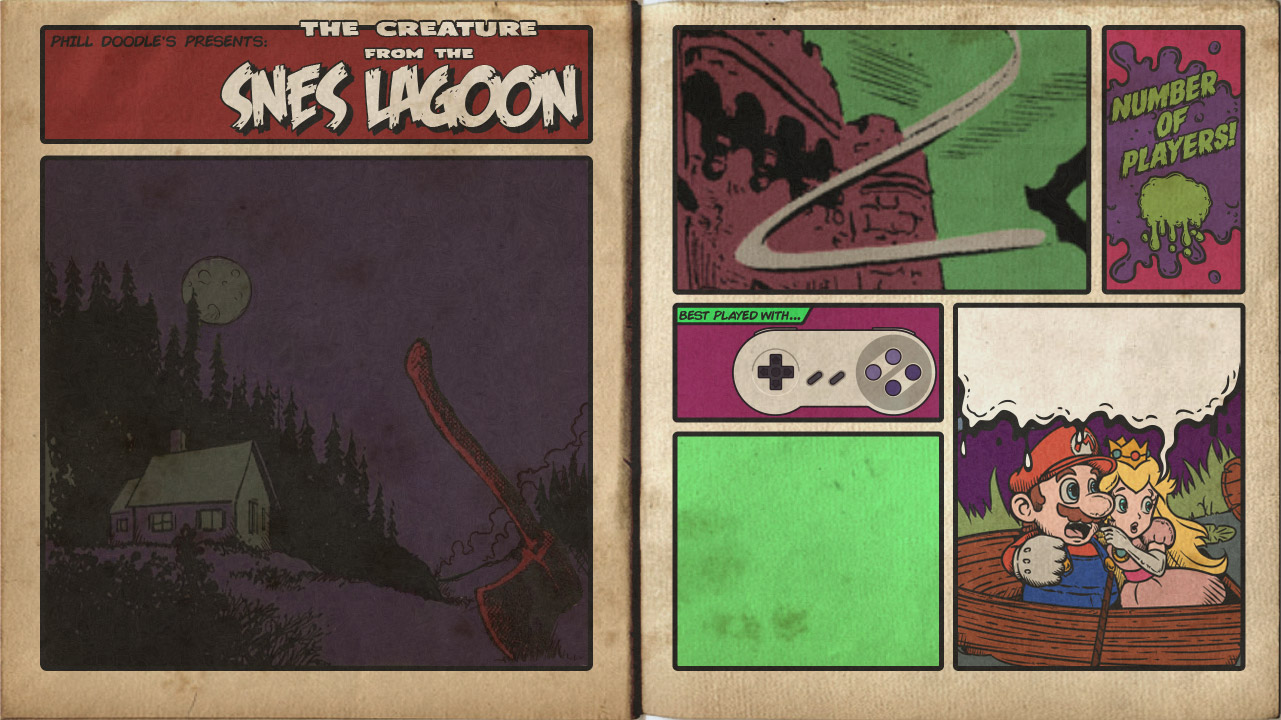 PHILL DOODLE'S PRESENTS:
THE CREATURE
FROM THE
SNES LAGOON
NUMBER
OF
PLAYERS!
BEST PLAYED WITH...
M